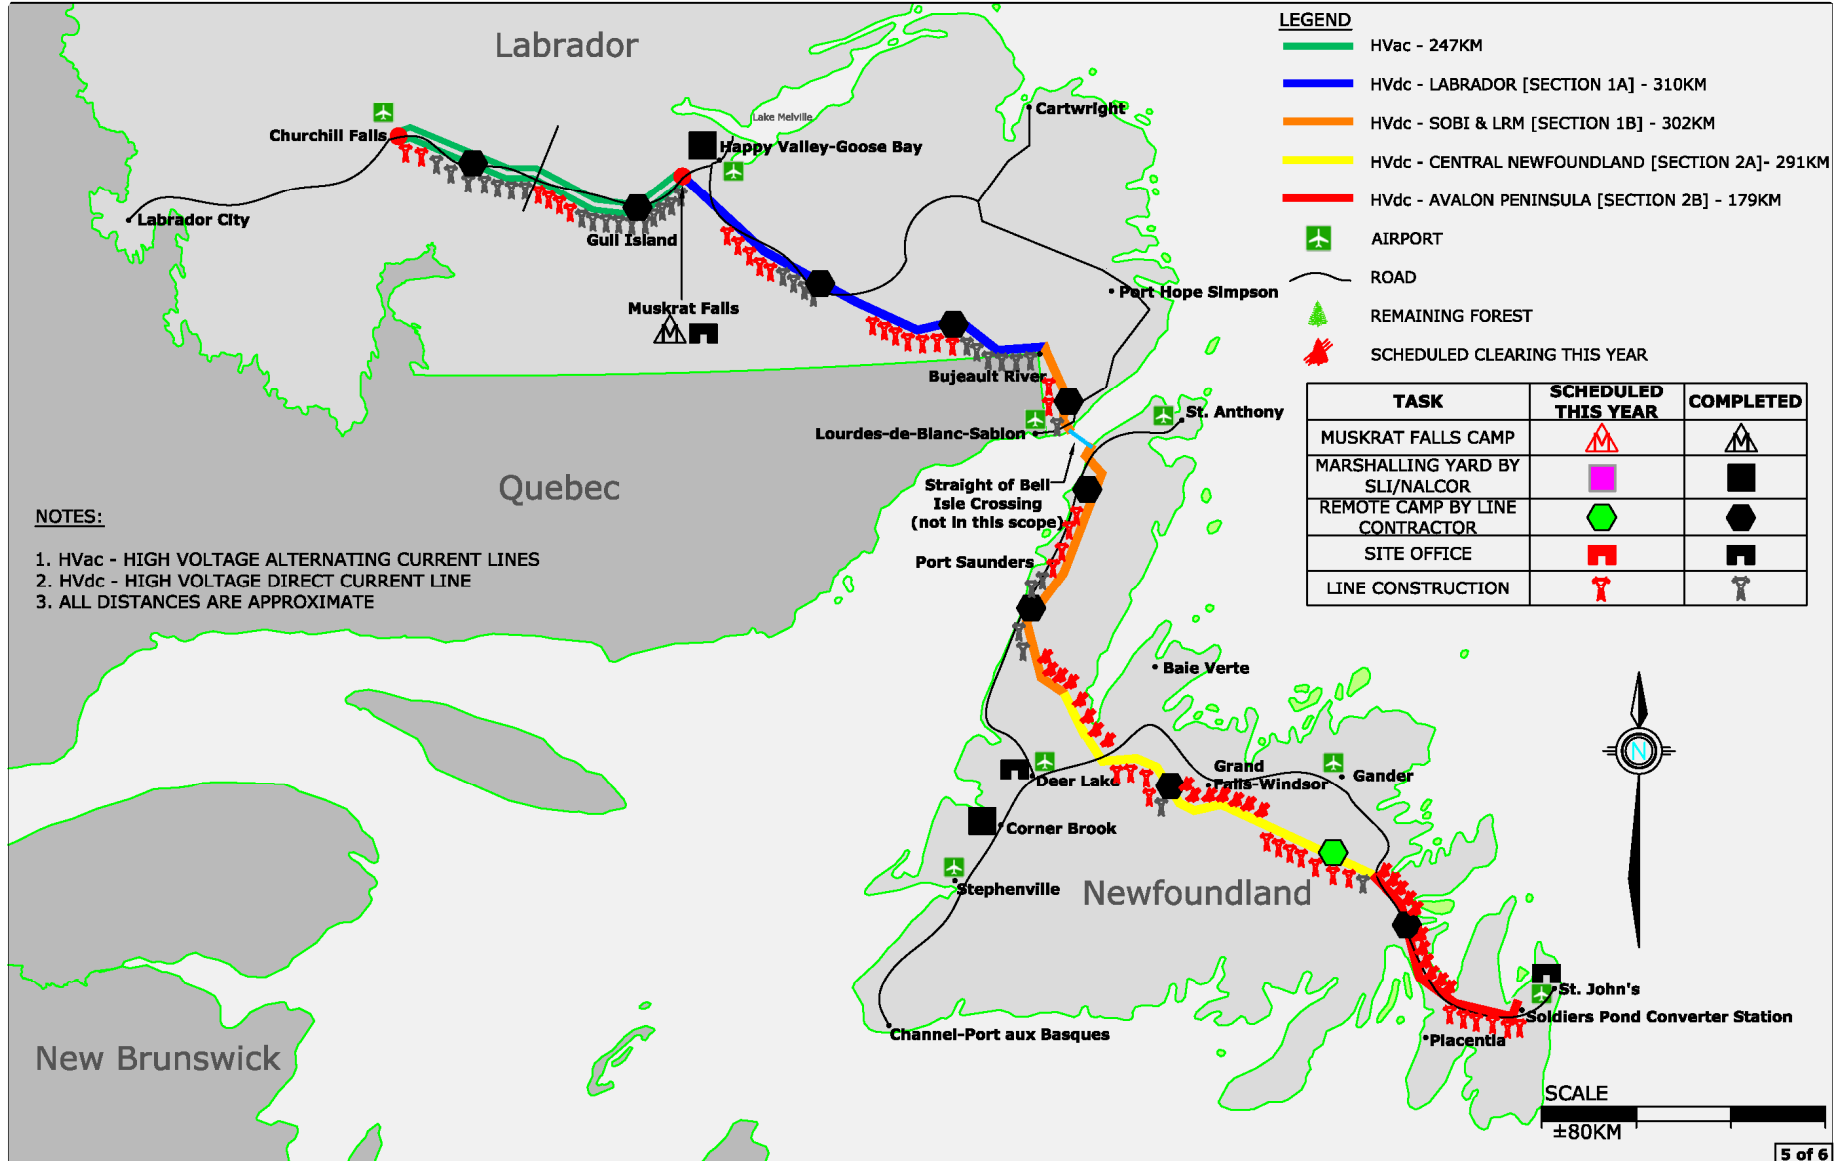 Labrador
Lake Melville
Cartwright
Churchill Falls
Happy Valley-Goose Bay
Labrador City
Gull Island
Port Hope Simpson
Muskrat Falls
M
Bujeault River
St. Anthony
Lourdes-de-Blanc-Sablon
Quebec
Straight of Bell
Isle Crossing
(not in this scope)
Port Saunders
Baie Verte
Grand
Falls-Windsor
Gander
Deer Lake
Corner Brook
Stephenville
Newfoundland
St. John's
Soldiers Pond Converter Station
Placentia
Channel-Port aux Basques
New Brunswick
NOTES:
1. HVac - HIGH VOLTAGE ALTERNATING CURRENT LINES
2. HVdc - HIGH VOLTAGE DIRECT CURRENT LINE
3. ALL DISTANCES ARE APPROXIMATE
LEGEND
HVac - 247KM
HVdc - LABRADOR [SECTION 1A] - 310KM
HVdc - SOBI & LRM [SECTION 1B] - 302KM
HVdc - CENTRAL NEWFOUNDLAND [SECTION 2A]- 291KM
HVdc - AVALON PENINSULA [SECTION 2B] - 179KM
AIRPORT
ROAD
REMAINING FOREST
SCHEDULED CLEARING THIS YEAR
TASK
SCHEDULED
THIS YEAR
COMPLETED
MUSKRAT FALLS CAMP
M
M
MARSHALLING YARD BY
SLI/NALCOR
REMOTE CAMP BY LINE
CONTRACTOR
SITE OFFICE
LINE CONSTRUCTION
N
SCALE
±80KM
5 of 6